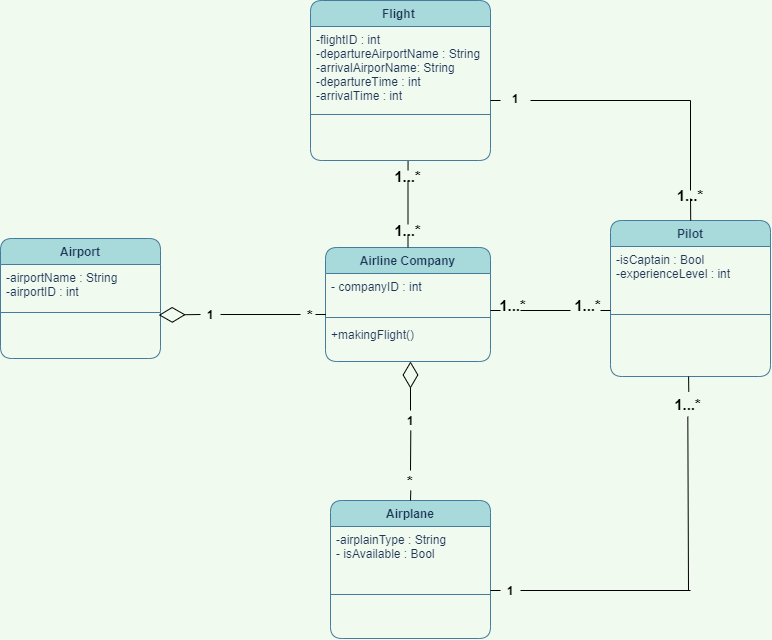 Flight
-flightID : int
-departureAirportName : String
-arrivalAirporName: String
-departureTime : int
-arrivalTime : int
1
1...*
1...*
1...*
Pilot
-isCaptain : Bool
-experienceLevel : int
Airport
-airportName : String
-airportID : int
Airline Company
- companyID : int
+makingFlight()
1
*
1...*
1...*
1...*
1
*
Airplane
-airplainType : String
- isAvailable : Bool
1